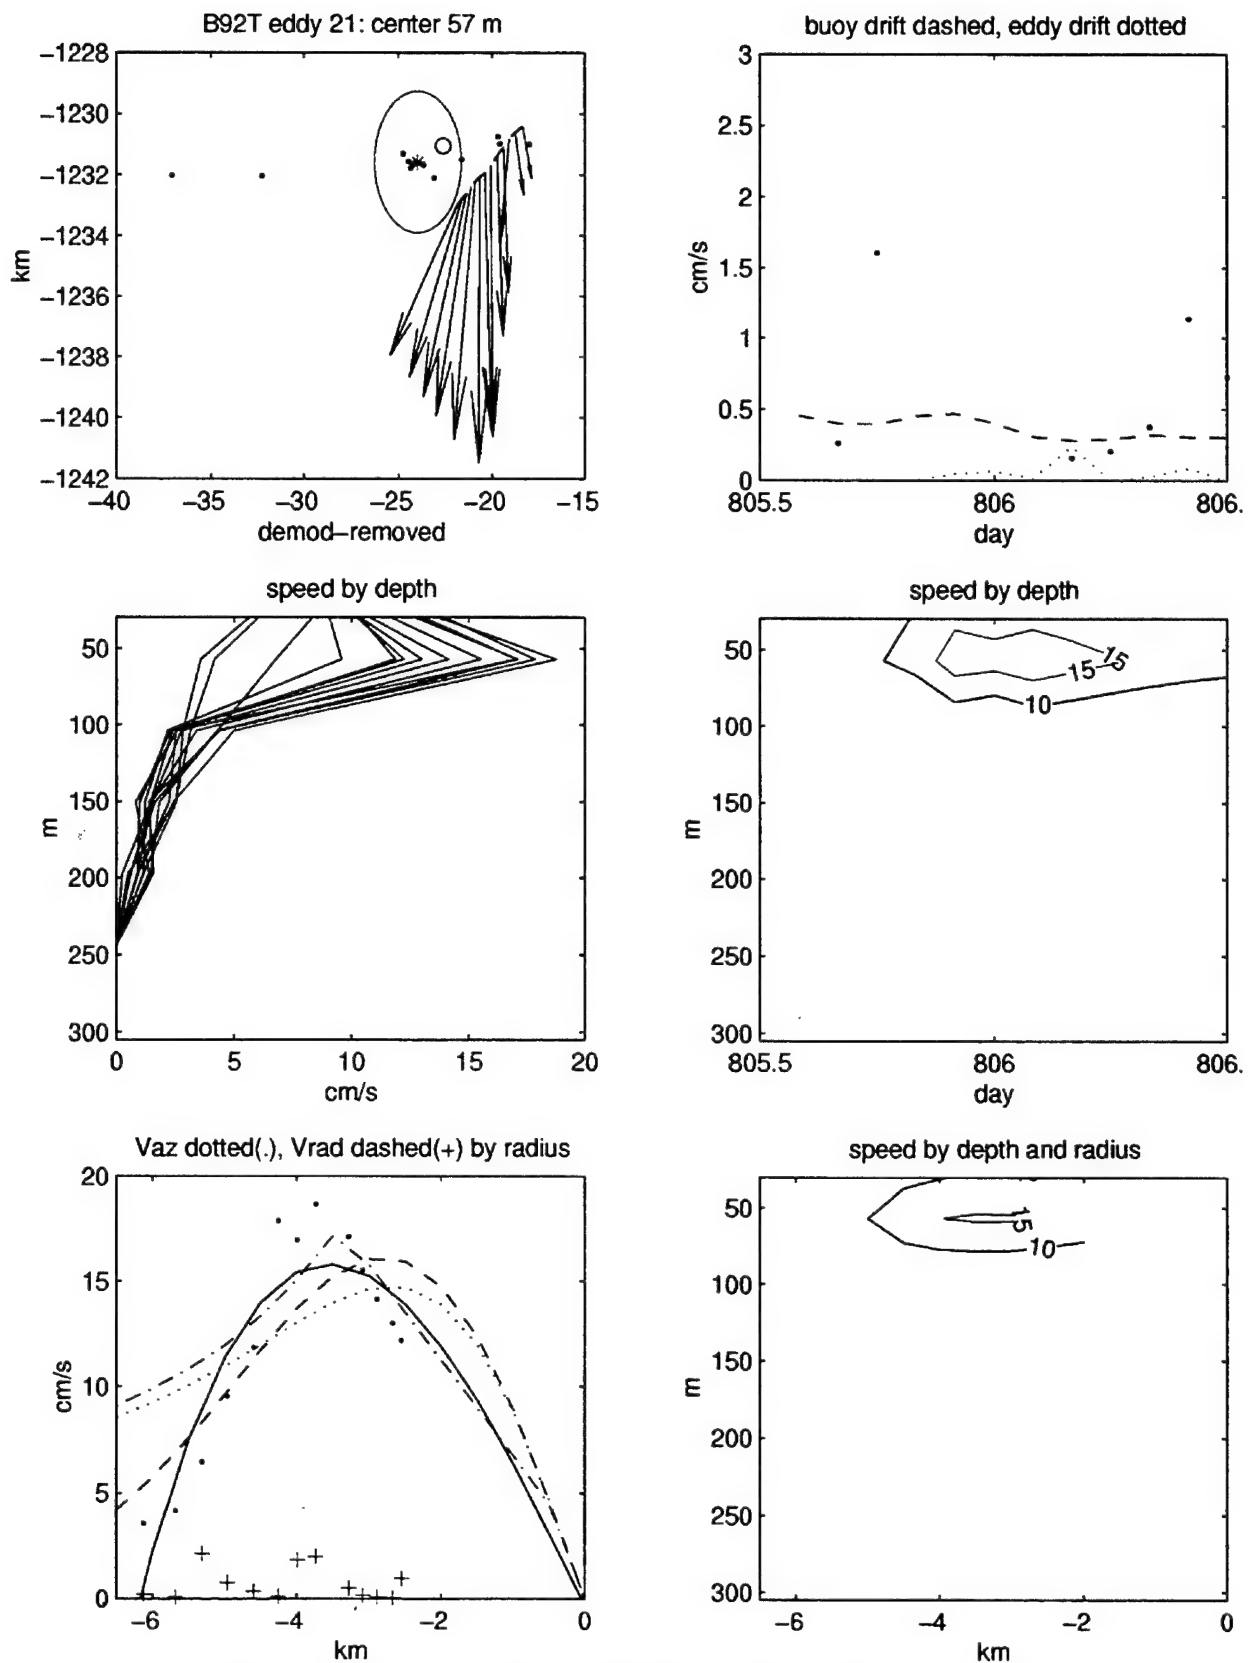 B92T eddy 21: center 57 m
−1228
−1230
−1232
−1234
−1236
−1238
−1240
−1242
km
−40 −35 −30 −25 −20 −15
demod−removed
buoy drift dashed, eddy drift dotted
3
2.5
2
1.5
1
0.5
0
cm/s
805.5 806 806.
day
speed by depth
50
100
150
200
250
300
m
0 5 10 15 20
cm/s
speed by depth
50
100
150
200
250
300
m
15
15
10
805.5 806 806.
day
Vaz dotted(.), Vrad dashed(+) by radius
20
15
10
5
0
cm/s
−6 −4 −2 0
km
speed by depth and radius
50
100
150
200
250
300
m
15
10
−6 −4 −2 0
km